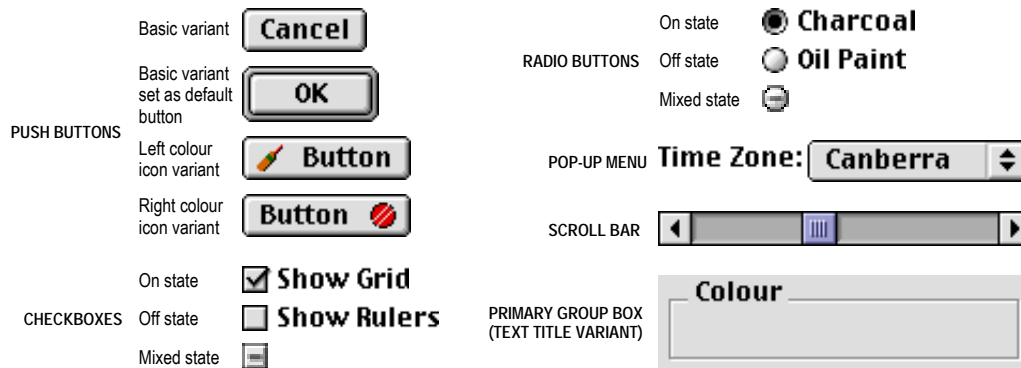 PUSH BUTTONS
Basic variant
Cancel
Basic variant
set as default
button
OK
Left colour
icon variant
Button
Right colour
icon variant
Button
CHECKBOXES
On state
Show Grid
Off state
Show Rulers
Mixed state
RADIO BUTTONS
On state
Charcoal
Off state
Oil Paint
Mixed state
POP-UP MENU
Time Zone: Canberra
SCROLL BAR
PRIMARY GROUP BOX
(TEXT TITLE VARIANT)
Colour